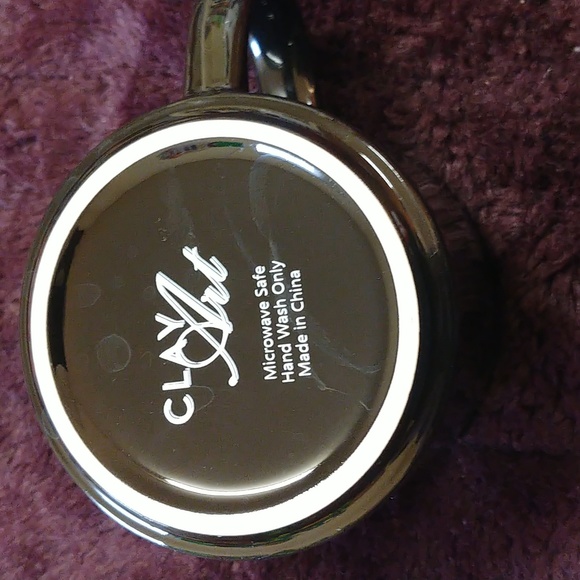 CLAY
Art
Microwave Safe
Hand Wash Only
Made in China